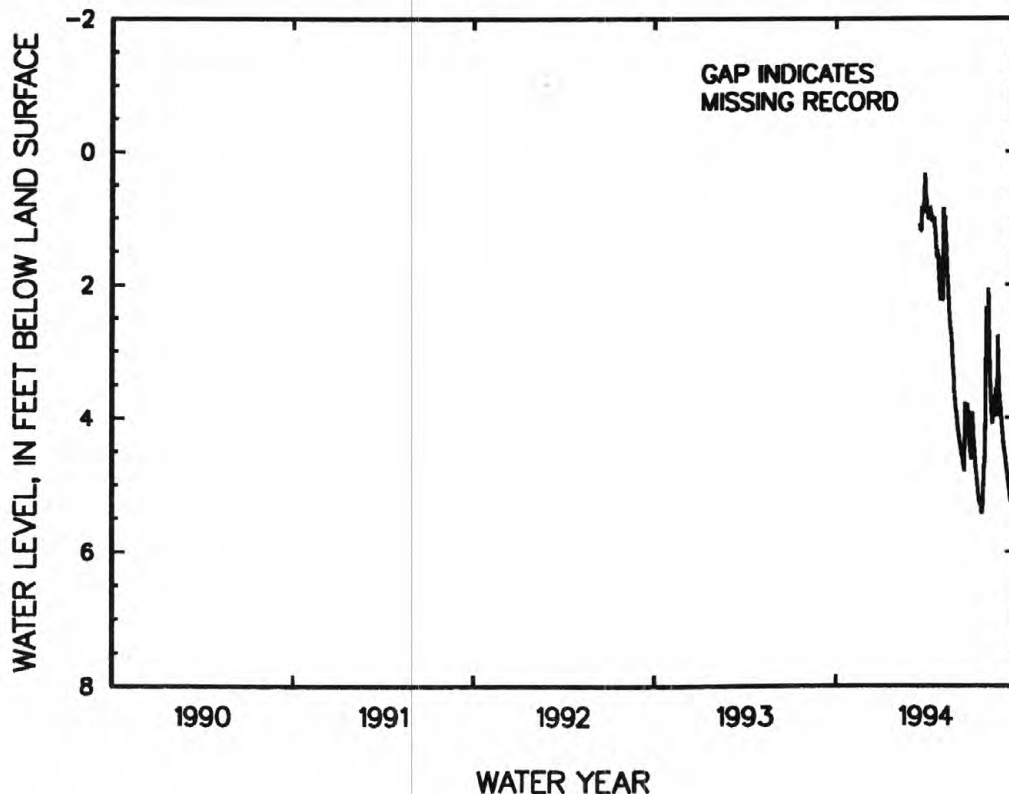 WATER LEVEL, IN FEET BELOW LAND SURFACE
-2
0
2
4
6
8
GAP INDICATES
MISSING RECORD
1990 1991 1992 1993 1994
WATER YEAR